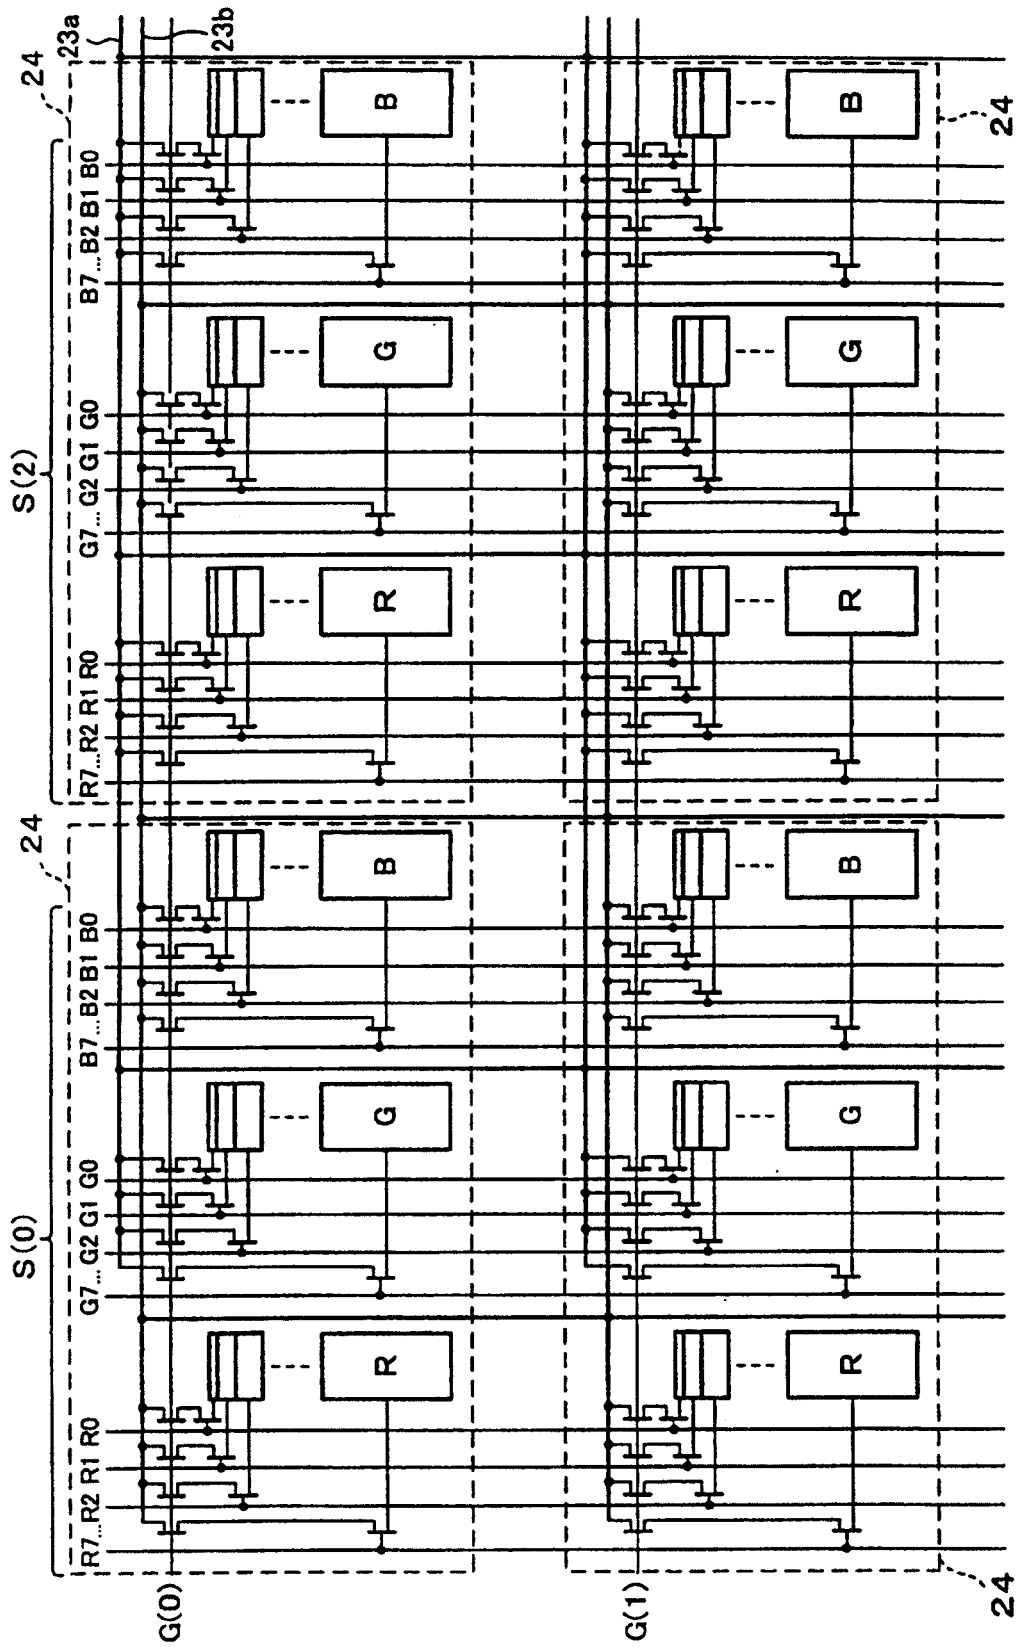 S(0) S(2)
24 24 23a
R7...R2 R1 R0 G7...G2 G1 G0 B7...B2 B1 B0 R7...R2 R1 R0 G7...G2 G1 G0 B7...B2 B1 B0
23b
G(0)
R G B R G B
G(1)
R G B R G B
24 24